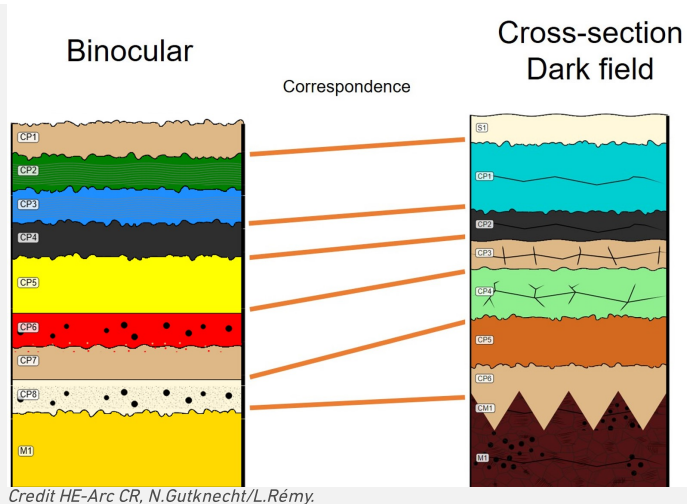 Binocular
Correspondence
Cross-section
Dark field
CP1
CP2
CP3
CP4
CP5
CP6
CP7
CP8
M1
S1
CP1
CP2
CP3
CP4
CP5
CP6
CM1
M1
Credit HE-Arc CR, N.Gutknecht/L.Rémy.